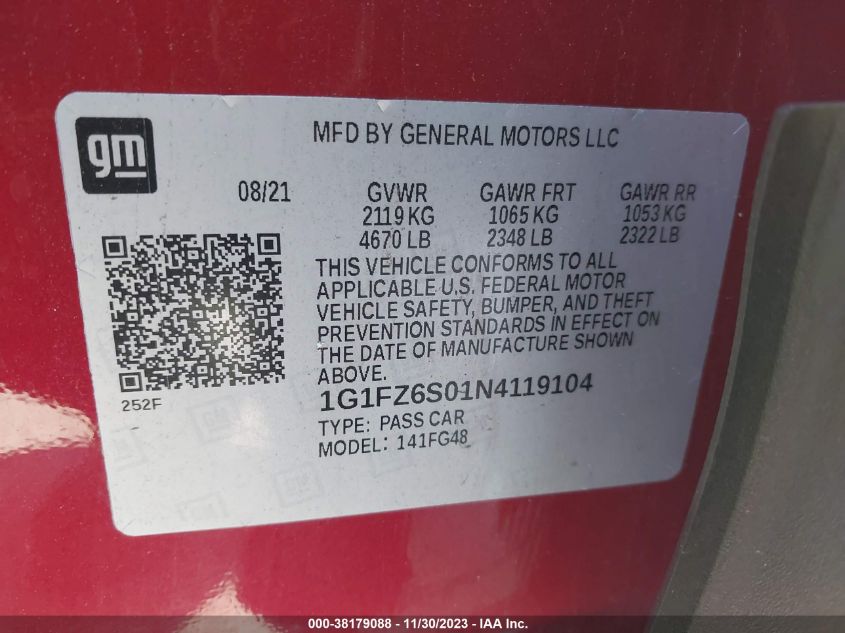 gm
MFD BY GENERAL MOTORS LLC
08/21 GVWR GAWR FRT GAWR RR
2119 KG 1065 KG 1053 KG
4670 LB 2348 LB 2322 LB
THIS VEHICLE CONFORMS TO ALL
APPLICABLE U.S. FEDERAL MOTOR
VEHICLE SAFETY, BUMPER, AND THEFT
PREVENTION STANDARDS IN EFFECT ON
THE DATE OF MANUFACTURE SHOWN
ABOVE.
252F
1G1FZ6S01N4119104
TYPE: PASS CAR
MODEL: 141FG48
000-38179088 - 11/30/2023 - IAA Inc.